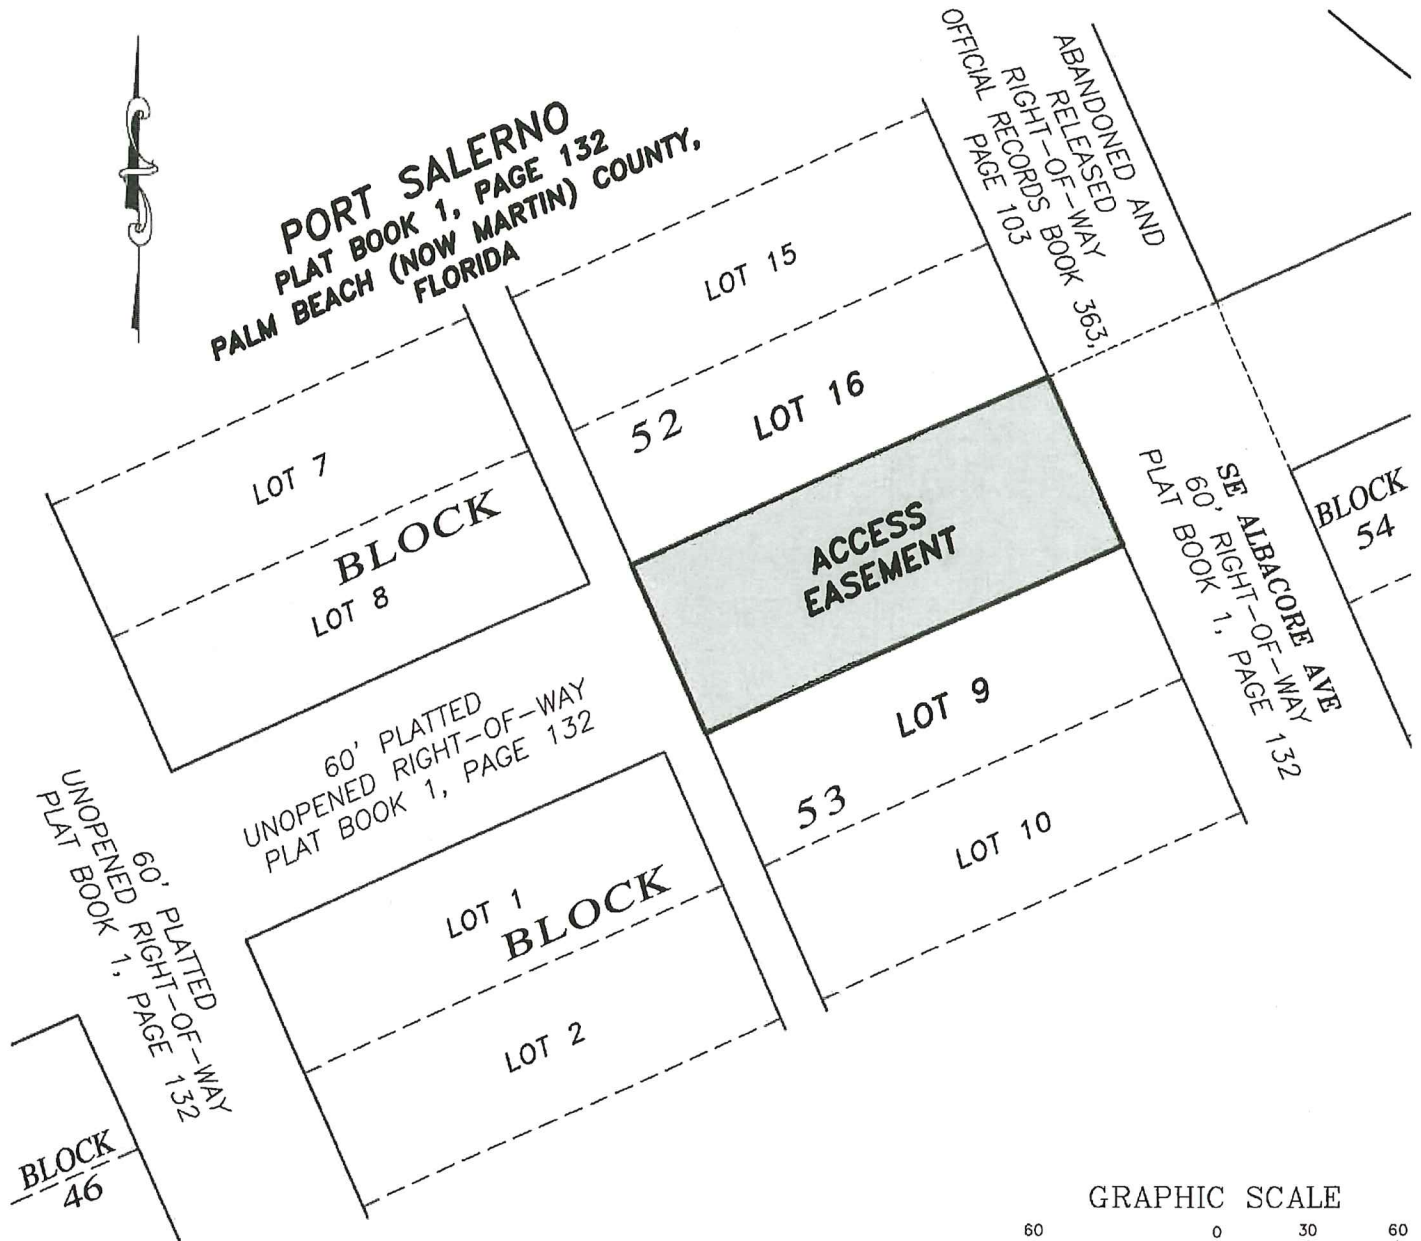 PORT SALERNO
PLAT BOOK 1, PAGE 132
PALM BEACH (NOW MARTIN) COUNTY,
FLORIDA
ABANDONED AND
RELEASED
RIGHT-OF-WAY
OFFICIAL RECORDS BOOK 363,
PAGE 103
LOT 15
52
LOT 16
LOT 7
BLOCK
LOT 8
ACCESS
EASEMENT
SE ALBACORE AVE
60' RIGHT-OF-WAY
PLAT BOOK 1, PAGE 132
BLOCK
54
60' PLATTED
UNOPENED RIGHT-OF-WAY
PLAT BOOK 1, PAGE 132
LOT 9
53
LOT 10
LOT 1
BLOCK
LOT 2
60' PLATTED
UNOPENED RIGHT-OF-WAY
PLAT BOOK 1, PAGE 132
BLOCK
46
GRAPHIC SCALE
60 0 30 60